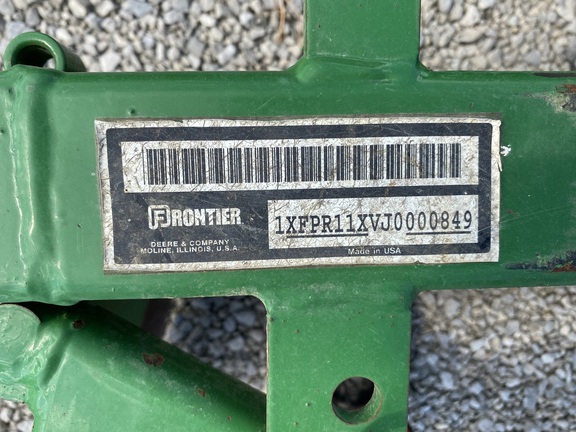 FRONTIER
1XFPR11XVJ0000849
DEERE & COMPANY
MOLINE, ILLINOIS, U.S.A.
Made in USA